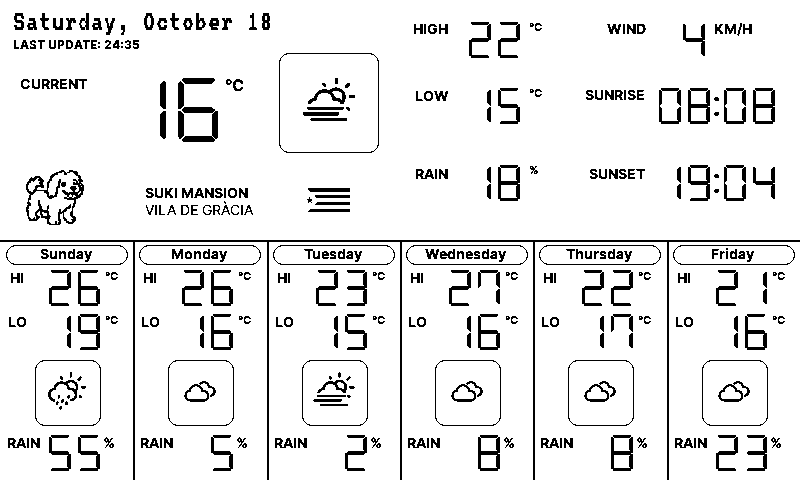 Saturday, October 18
LAST UPDATE: 24:35
CURRENT 16 °C
SUKI MANSION
VILA DE GRÀCIA
HIGH 22 °C
LOW 15 °C
RAIN 18 %
WIND 4 KM/H
SUNRISE 08:08
SUNSET 19:04
Sunday
HI 26 °C
LO 19 °C
RAIN 55 %
Monday
HI 26 °C
LO 16 °C
RAIN 5 %
Tuesday
HI 23 °C
LO 15 °C
RAIN 2 %
Wednesday
HI 27 °C
LO 16 °C
RAIN 8 %
Thursday
HI 22 °C
LO 17 °C
RAIN 8 %
Friday
HI 21 °C
LO 16 °C
RAIN 23 %